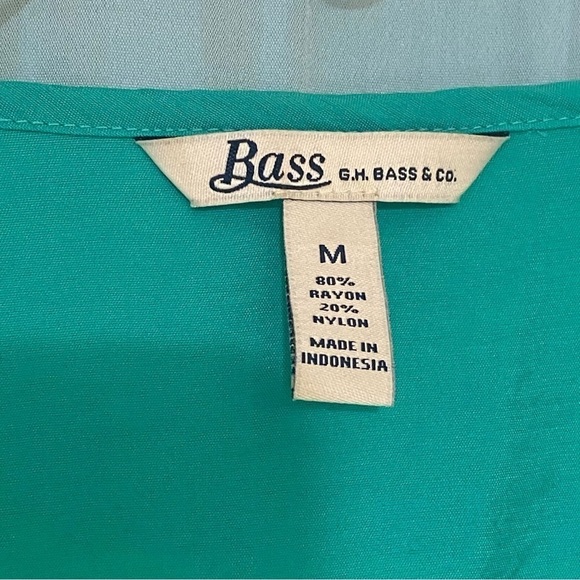 Bass G.H. BASS & CO.
M
80%
RAYON
20%
NYLON
MADE IN
INDONESIA